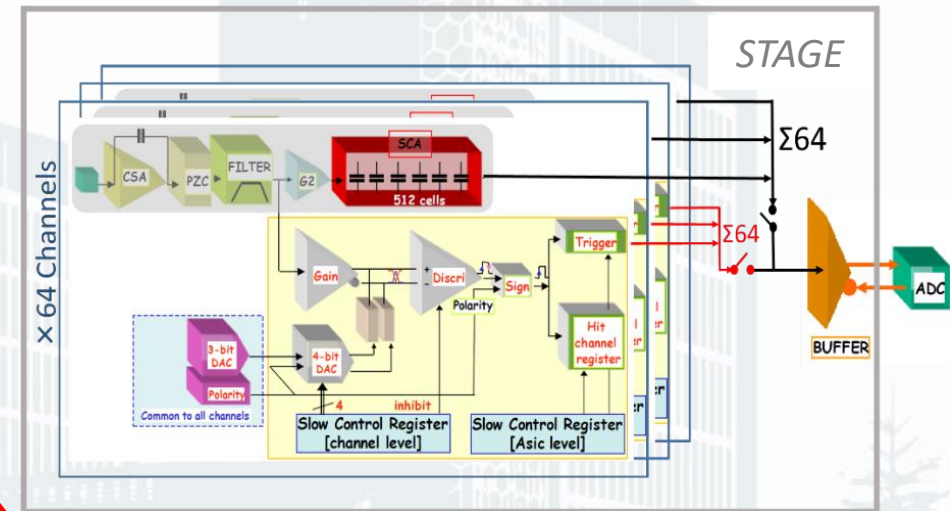 STAGE
× 64 Channels
CSA
PZC
FILTER
G2
SCA
512 cells
Σ64
Σ64
Gain
+
-
Discri
Polarity
Sign
Trigger
Hit
channel
register
3-bit
DAC
Polarity
Common to all channels
4-bit
DAC
4
inhibit
Slow Control Register
[channel level]
Slow Control Register
[Asic level]
BUFFER
ADC